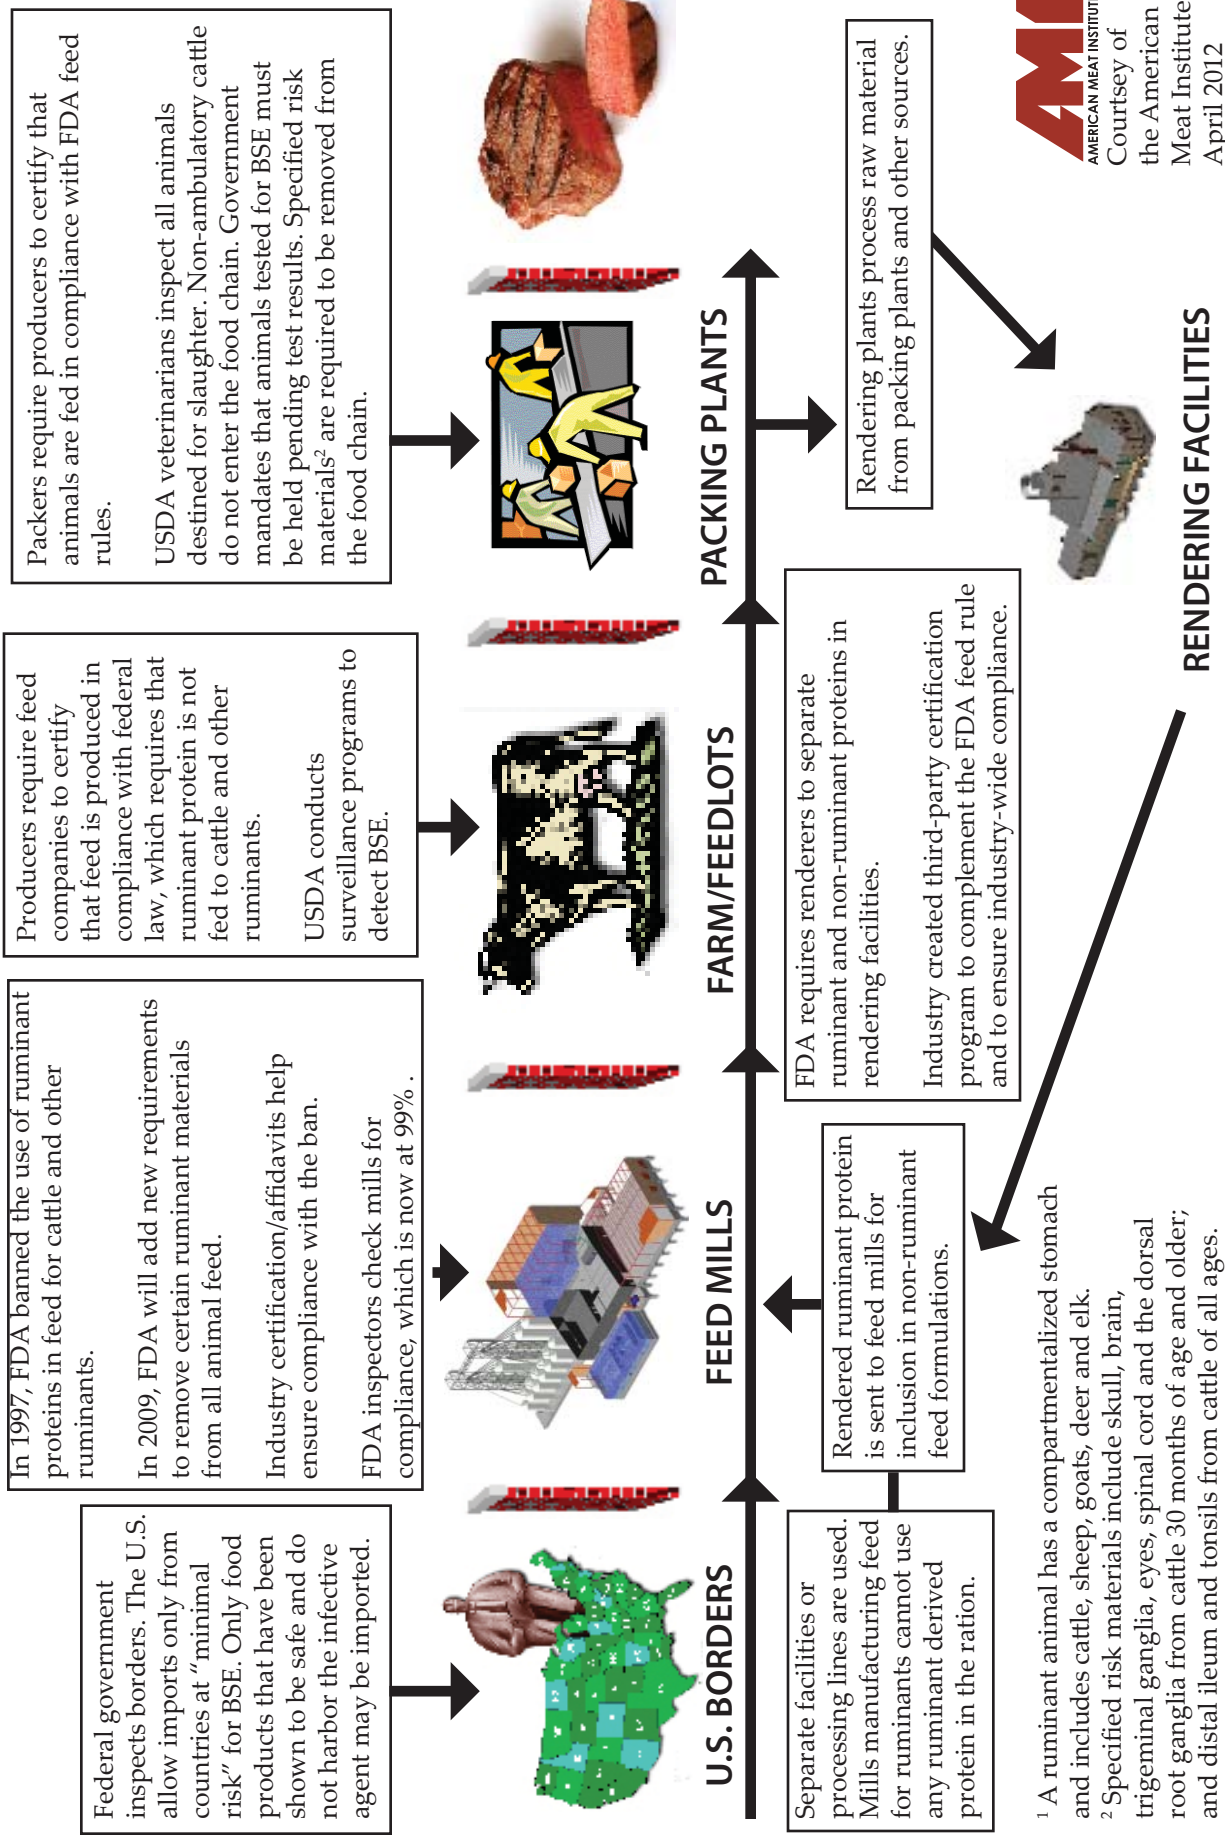 Federal government
inspects borders. The U.S.
allow imports only from
countries at “minimal
risk” for BSE. Only food
products that have been
shown to be safe and do
not harbor the infective
agent may be imported.
In 1997, FDA banned the use of ruminant
proteins in feed for cattle and other
ruminants.
In 2009, FDA will add new requirements
to remove certain ruminant materials
from all animal feed.
Industry certification/affidavits help
ensure compliance with the ban.
FDA inspectors check mills for
compliance, which is now at 99% .
Producers require feed
companies to certify
that feed is produced in
compliance with federal
law, which requires that
ruminant protein is not
fed to cattle and other
ruminants.
USDA conducts
surveillance programs to
detect BSE.
Packers require producers to certify that
animals are fed in compliance with FDA feed
rules.
USDA veterinarians inspect all animals
destined for slaughter. Non-ambulatory cattle
do not enter the food chain. Government
mandates that animals tested for BSE must
be held pending test results. Specified risk
materials² are required to be removed from
the food chain.
U.S. BORDERS
FEED MILLS
FARM/FEEDLOTS
PACKING PLANTS
Separate facilities or
processing lines are used.
Mills manufacturing feed
for ruminants cannot use
any ruminant derived
protein in the ration.
Rendered ruminant protein
is sent to feed mills for
inclusion in non-ruminant
feed formulations.
FDA requires renderers to separate
ruminant and non-ruminant proteins in
rendering facilities.
Industry created third-party certification
program to complement the FDA feed rule
and to ensure industry-wide compliance.
Rendering plants process raw material
from packing plants and other sources.
RENDERING FACILITIES
¹ A ruminant animal has a compartmentalized stomach
and includes cattle, sheep, goats, deer and elk.
² Specified risk materials include skull, brain,
trigeminal ganglia, eyes, spinal cord and the dorsal
root ganglia from cattle 30 months of age and older;
and distal ileum and tonsils from cattle of all ages.
AMI
AMERICAN MEAT INSTITUTE
Courtsey of
the American
Meat Institute
April 2012